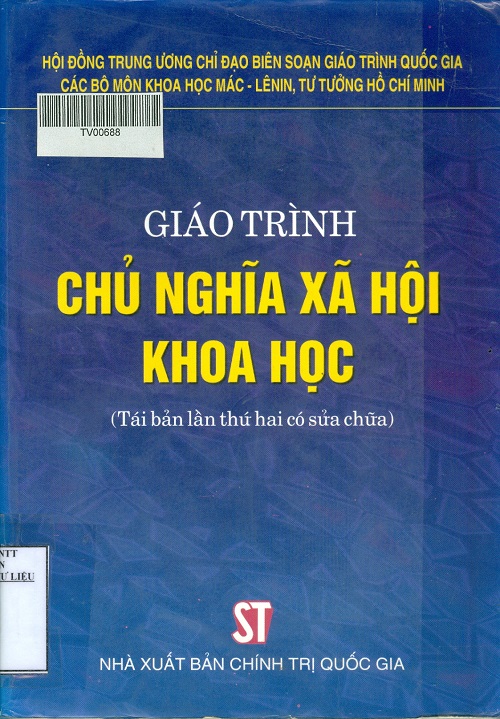 HỘI ĐỒNG TRUNG ƯƠNG CHỈ ĐẠO BIÊN SOẠN GIÁO TRÌNH QUỐC GIA
CÁC BỘ MÔN KHOA HỌC MÁC - LÊNIN, TƯ TƯỞNG HỒ CHÍ MINH
TV00688
GIÁO TRÌNH
CHỦ NGHĨA XÃ HỘI
KHOA HỌC
(Tái bản lần thứ hai có sửa chữa)
NTT
N
Ư LIỆU
ST
NHÀ XUẤT BẢN CHÍNH TRỊ QUỐC GIA